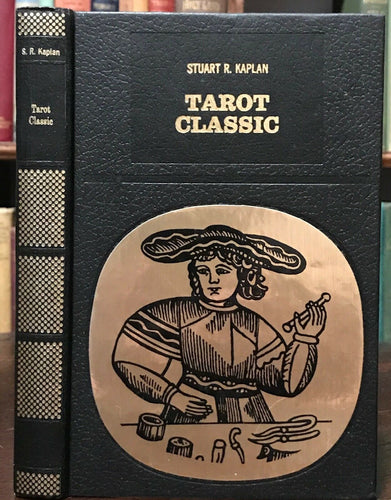 S. R. Kaplan
Tarot
Classic
STUART R. KAPLAN
TAROT
CLASSIC